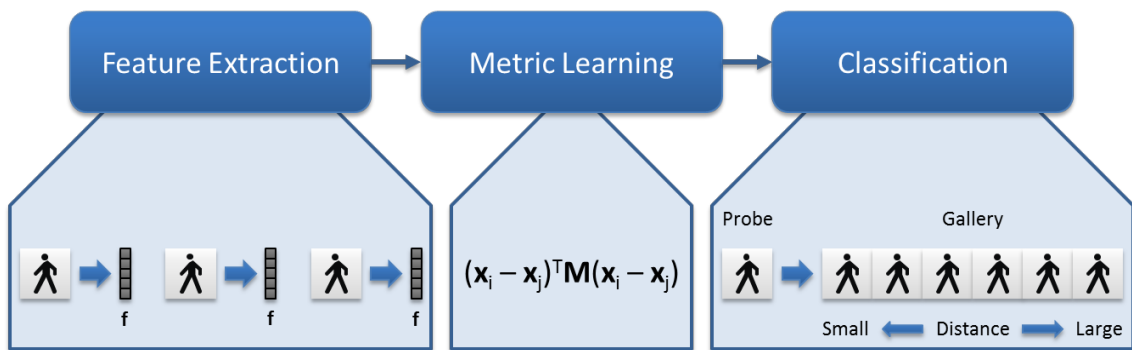 Feature Extraction
Metric Learning
Classification
f
f
f
(xᵢ − xⱼ)ᵀM(xᵢ − xⱼ)
Probe
Gallery
Small Distance Large